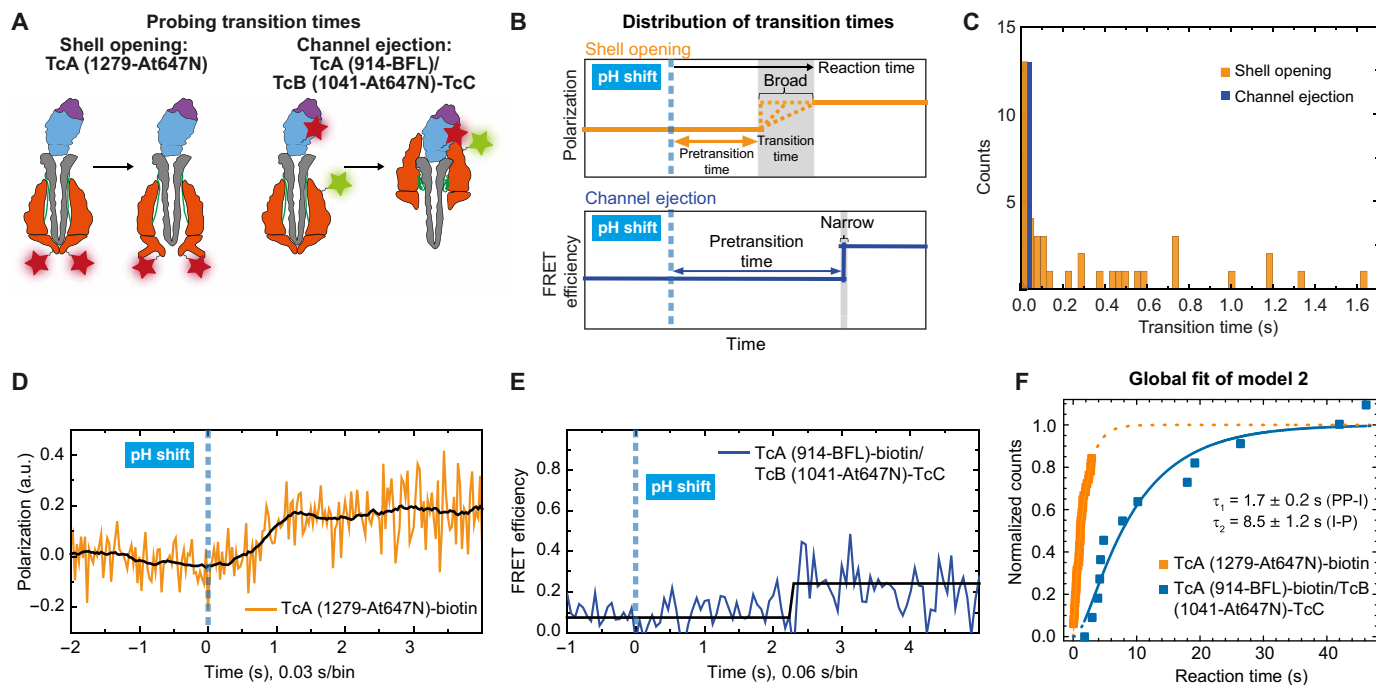 A
Probing transition times
Shell opening:
TcA (1279-At647N)
Channel ejection:
TcA (914-BFL)/
TcB (1041-At647N)-TcC
B
Distribution of transition times
Shell opening
pH shift
Reaction time
Broad
Pretransition
time
Transition
time
Polarization
Channel ejection
pH shift
Narrow
Pretransition
time
FRET
efficiency
Time
C
15
10
5
0
Counts
Shell opening
Channel ejection
0.0 0.2 0.4 0.6 0.8 1.0 1.2 1.4 1.6
Transition time (s)
D
0.4
0.2
0.0
−0.2
Polarization (a.u.)
pH shift
TcA (1279-At647N)-biotin
−2 −1 0 1 2 3
Time (s), 0.03 s/bin
E
0.8
0.6
0.4
0.2
0.0
FRET efficiency
TcA (914-BFL)-biotin/
TcB (1041-At647N)-TcC
pH shift
−1 0 1 2 3 4
Time (s), 0.06 s/bin
F
Global fit of model 2
1.0
0.8
0.6
0.4
0.2
0.0
Normalized counts
τ1 = 1.7 ± 0.2 s (PP-I)
τ2 = 8.5 ± 1.2 s (I-P)
TcA (1279-At647N)-biotin
TcA (914-BFL)-biotin/TcB
(1041-At647N)-TcC
0 10 20 30 40
Reaction time (s)